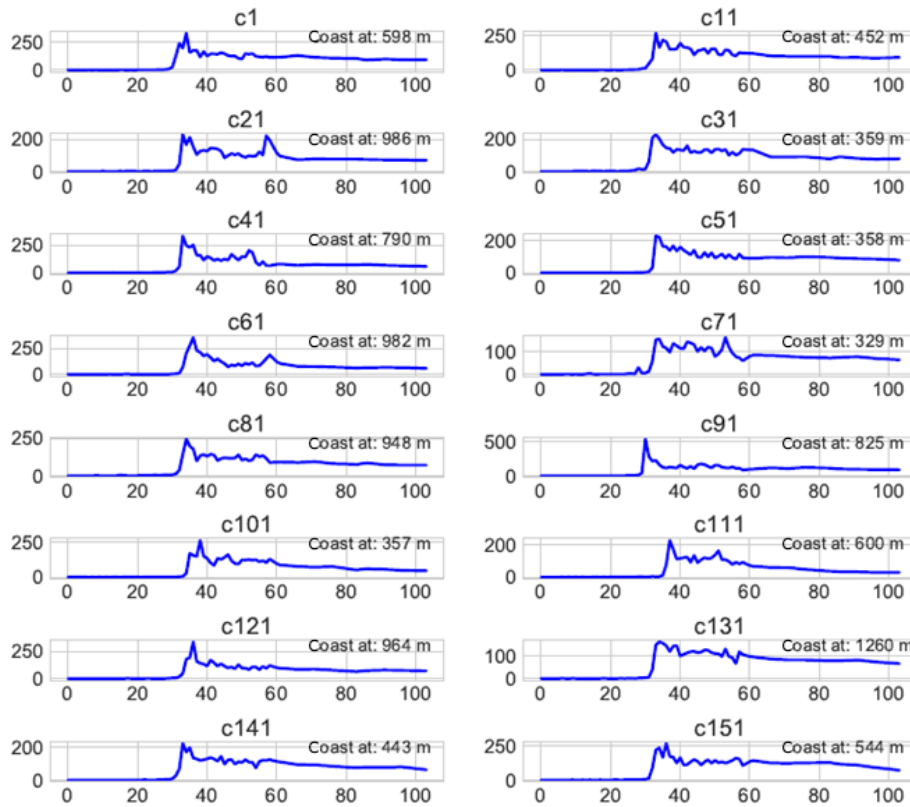 c1
Coast at: 598 m
250
0
0 20 40 60 80 100
c11
Coast at: 452 m
250
0
0 20 40 60 80 100
c21
Coast at: 986 m
200
0
0 20 40 60 80 100
c31
Coast at: 359 m
200
0
0 20 40 60 80 100
c41
Coast at: 790 m
250
0
0 20 40 60 80 100
c51
Coast at: 358 m
200
0
0 20 40 60 80 100
c61
Coast at: 982 m
250
0
0 20 40 60 80 100
c71
Coast at: 329 m
100
0
0 20 40 60 80 100
c81
Coast at: 948 m
250
0
0 20 40 60 80 100
c91
Coast at: 825 m
500
0
0 20 40 60 80 100
c101
Coast at: 357 m
250
0
0 20 40 60 80 100
c111
Coast at: 600 m
200
0
0 20 40 60 80 100
c121
Coast at: 964 m
250
0
0 20 40 60 80 100
c131
Coast at: 1260 m
100
0
0 20 40 60 80 100
c141
Coast at: 443 m
200
0
0 20 40 60 80 100
c151
Coast at: 544 m
250
0
0 20 40 60 80 100